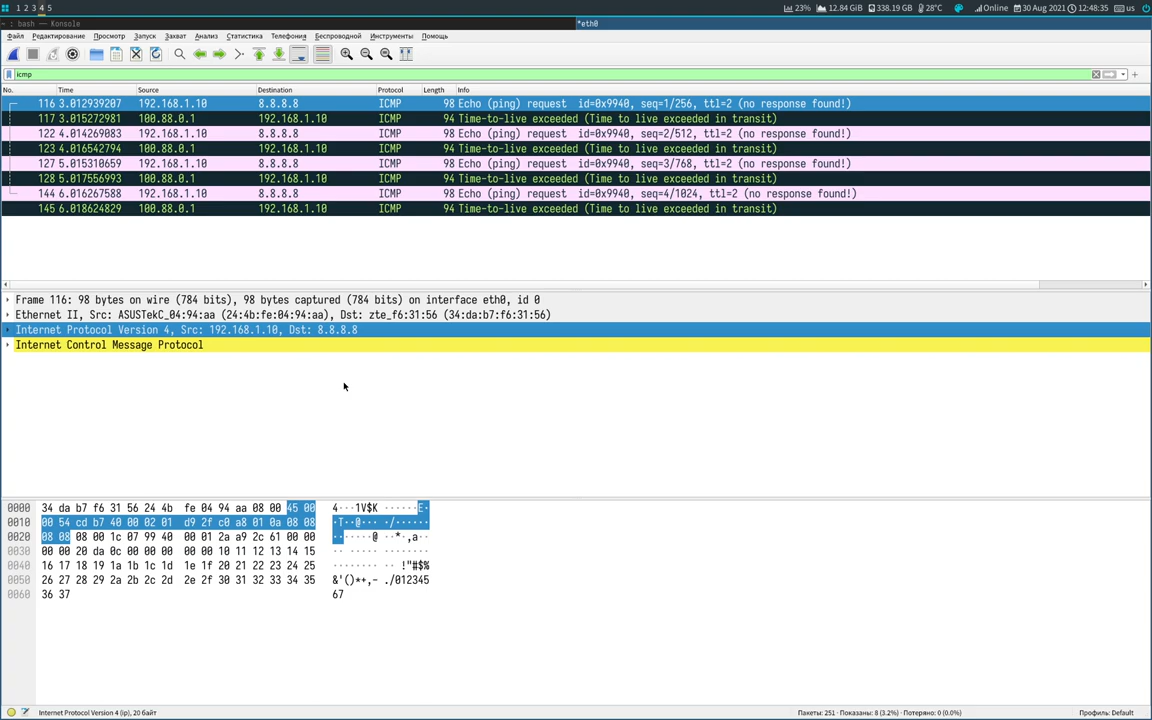 1 2 3 4 5 23% 12.84 GiB 338.19 GB 28°C Online 30 Aug 2021 12:48:35 us
~ : bash — Konsole *eth0
Файл Редактирование Просмотр Запуск Захват Анализ Статистика Телефония Беспроводной Инструменты Помощь
icmp
No. Time Source Destination Protocol Length Info
116 3.012939207 192.168.1.10 8.8.8.8 ICMP 98 Echo (ping) request id=0x9940, seq=1/256, ttl=2 (no response found!)
117 3.015272981 100.88.0.1 192.168.1.10 ICMP 94 Time-to-live exceeded (Time to live exceeded in transit)
122 4.014269083 192.168.1.10 8.8.8.8 ICMP 98 Echo (ping) request id=0x9940, seq=2/512, ttl=2 (no response found!)
123 4.016542794 100.88.0.1 192.168.1.10 ICMP 94 Time-to-live exceeded (Time to live exceeded in transit)
127 5.015310659 192.168.1.10 8.8.8.8 ICMP 98 Echo (ping) request id=0x9940, seq=3/768, ttl=2 (no response found!)
128 5.017556993 100.88.0.1 192.168.1.10 ICMP 94 Time-to-live exceeded (Time to live exceeded in transit)
144 6.016267588 192.168.1.10 8.8.8.8 ICMP 98 Echo (ping) request id=0x9940, seq=4/1024, ttl=2 (no response found!)
145 6.018624829 100.88.0.1 192.168.1.10 ICMP 94 Time-to-live exceeded (Time to live exceeded in transit)
Frame 116: 98 bytes on wire (784 bits), 98 bytes captured (784 bits) on interface eth0, id 0
Ethernet II, Src: ASUSTekC_04:94:aa (24:4b:fe:04:94:aa), Dst: zte_f6:31:56 (34:da:b7:f6:31:56)
Internet Protocol Version 4, Src: 192.168.1.10, Dst: 8.8.8.8
Internet Control Message Protocol
0000 34 da b7 f6 31 56 24 4b fe 04 94 aa 08 00 45 00 4···1V$K ······E·
0010 00 54 cd b7 40 00 02 01 d9 2f c0 a8 01 0a 08 08 ·T··@··· ·/······
0020 08 08 08 00 1c 07 99 40 00 01 2a a9 2c 61 00 00 ·······@ ··*·,a··
0030 00 00 20 da 0c 00 00 00 00 00 10 11 12 13 14 15 ·· ····· ········
0040 16 17 18 19 1a 1b 1c 1d 1e 1f 20 21 22 23 24 25 ········ ·· !"#$%
0050 26 27 28 29 2a 2b 2c 2d 2e 2f 30 31 32 33 34 35 &'()*+,- ./012345
0060 36 37 67
Internet Protocol Version 4 (ip), 20 байт Пакеты: 251 · Показаны: 8 (3.2%) · Потеряно: 0 (0.0%) Профиль: Default